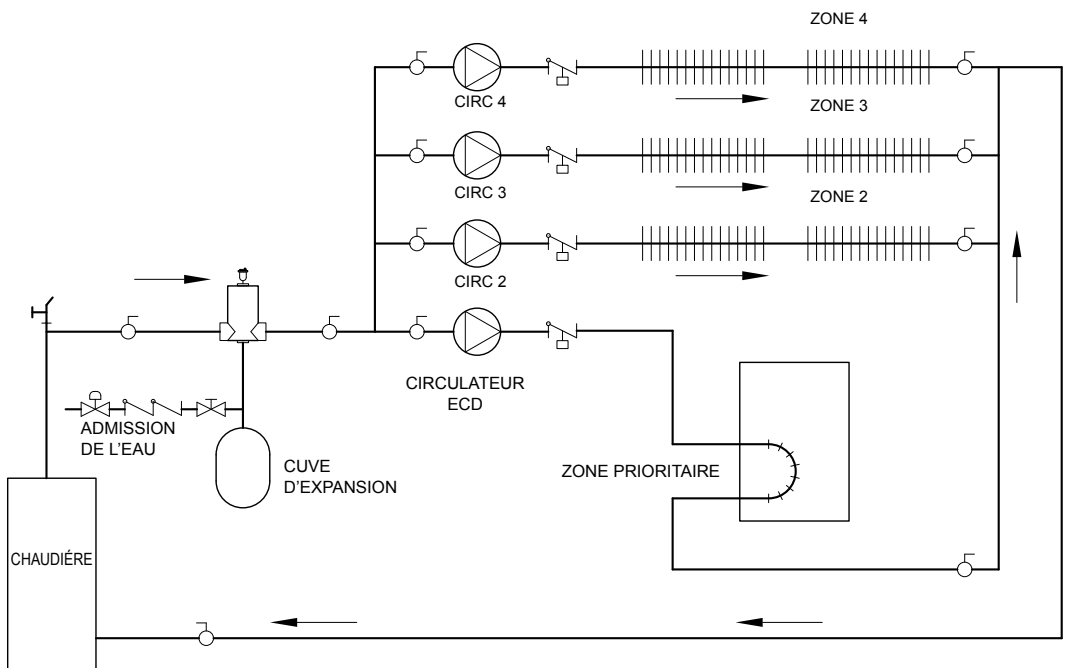 ZONE 4
CIRC 4
ZONE 3
CIRC 3
ZONE 2
CIRC 2
CIRCULATEUR
ECD
ADMISSION
DE L'EAU
CUVE
D'EXPANSION
ZONE PRIORITAIRE
CHAUDIÉRE